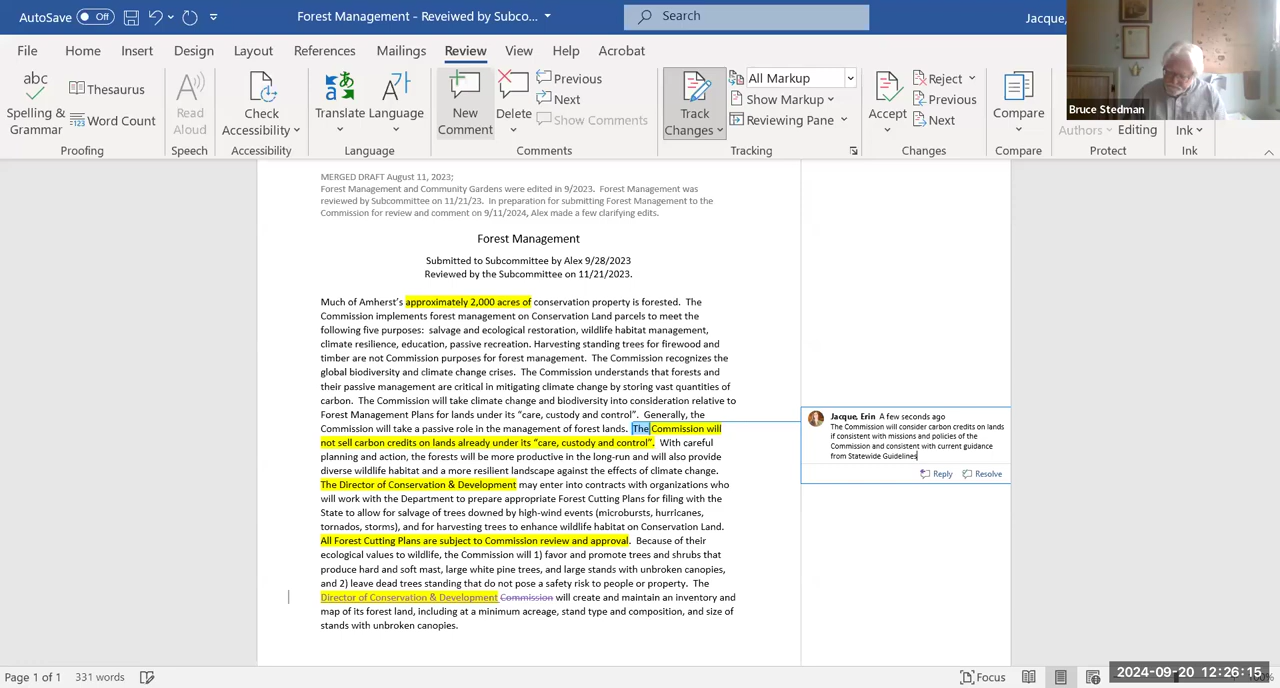 AutoSave Off Forest Management - Reveiwed by Subco... Search Jacque,
File Home Insert Design Layout References Mailings Review View Help Acrobat
abc Spelling & Grammar Thesaurus 123 Word Count Proofing
Read Aloud Speech
Check Accessibility Accessibility
Translate Language Language
New Comment Delete Previous Next Show Comments Comments
Track Changes All Markup Show Markup Reviewing Pane Tracking
Accept Reject Previous Next Changes
Compare Compare
Authors Editing Protect
Ink Ink
Bruce Stedman
MERGED DRAFT August 11, 2023;
Forest Management and Community Gardens were edited in 9/2023. Forest Management was
reviewed by Subcommittee on 11/21/23. In preparation for submitting Forest Management to the
Commission for review and comment on 9/11/2024, Alex made a few clarifying edits.
Forest Management
Submitted to Subcommittee by Alex 9/28/2023
Reviewed by the Subcommittee on 11/21/2023.
Much of Amherst's approximately 2,000 acres of conservation property is forested. The
Commission implements forest management on Conservation Land parcels to meet the
following five purposes: salvage and ecological restoration, wildlife habitat management,
climate resilience, education, passive recreation. Harvesting standing trees for firewood and
timber are not Commission purposes for forest management. The Commission recognizes the
global biodiversity and climate change crises. The Commission understands that forests and
their passive management are critical in mitigating climate change by storing vast quantities of
carbon. The Commission will take climate change and biodiversity into consideration relative to
Forest Management Plans for lands under its "care, custody and control". Generally, the
Commission will take a passive role in the management of forest lands. The Commission will
not sell carbon credits on lands already under its "care, custody and control". With careful
planning and action, the forests will be more productive in the long-run and will also provide
diverse wildlife habitat and a more resilient landscape against the effects of climate change.
The Director of Conservation & Development may enter into contracts with organizations who
will work with the Department to prepare appropriate Forest Cutting Plans for filing with the
State to allow for salvage of trees downed by high-wind events (microbursts, hurricanes,
tornados, storms), and for harvesting trees to enhance wildlife habitat on Conservation Land.
All Forest Cutting Plans are subject to Commission review and approval. Because of their
ecological values to wildlife, the Commission will 1) favor and promote trees and shrubs that
produce hard and soft mast, large white pine trees, and large stands with unbroken canopies,
and 2) leave dead trees standing that do not pose a safety risk to people or property. The
Director of Conservation & Development Commission will create and maintain an inventory and
map of its forest land, including at a minimum acreage, stand type and composition, and size of
stands with unbroken canopies.
Jacque, Erin A few seconds ago
The Commission will consider carbon credits on lands
if consistent with missions and policies of the
Commission and consistent with current guidance
from Statewide Guidelines
Reply Resolve
Page 1 of 1 331 words Focus 100%
2024-09-20 12:26:15